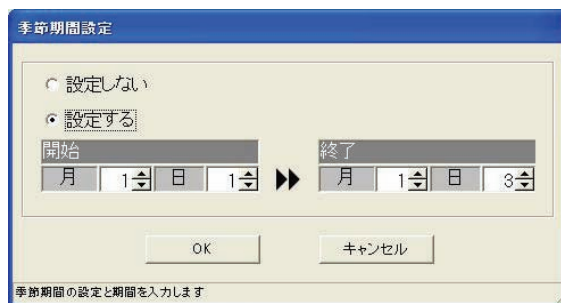 季節期間設定
設定しない
設定する
開始 終了
月 1 日 1 月 1 日 3
OK キャンセル
季節期間の設定と期間を入力します